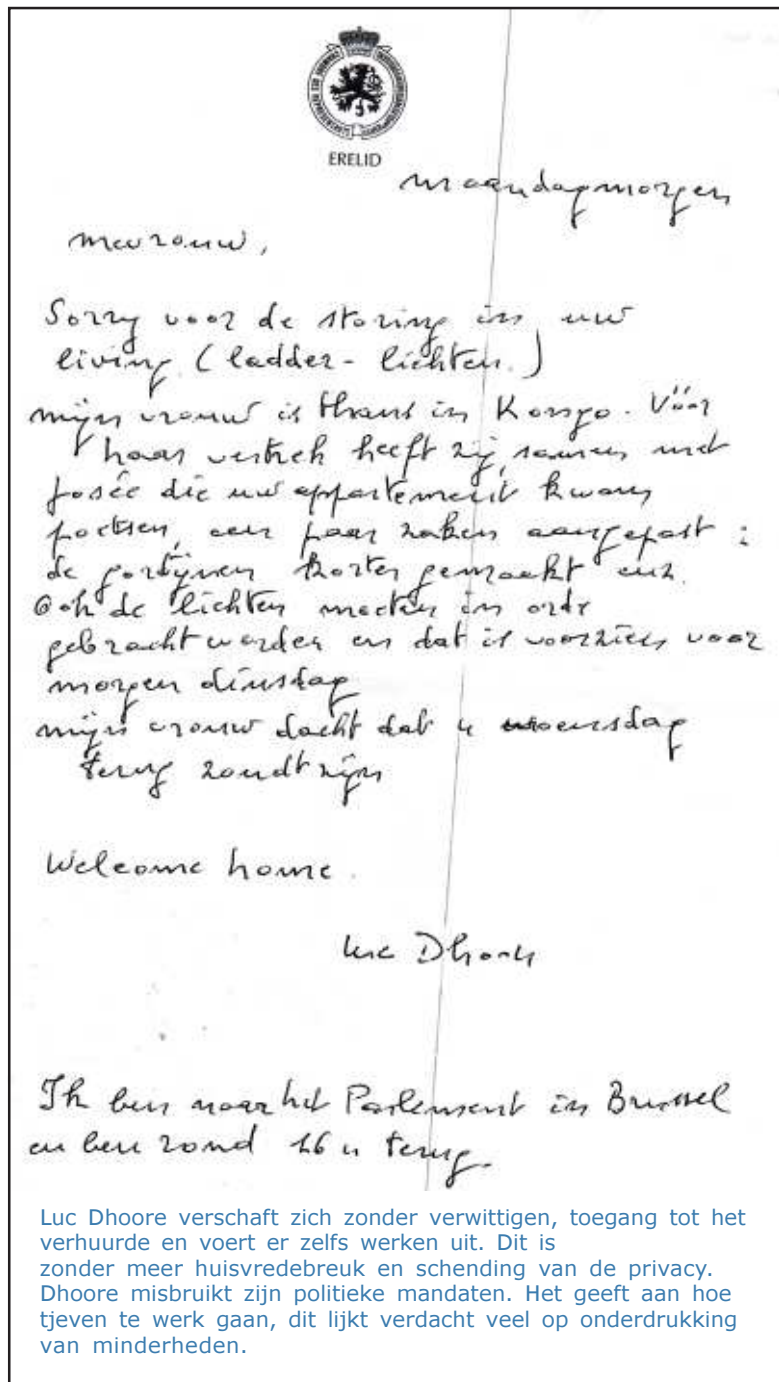 ERELID
maandagmorgen
mevrouw,
Sorry voor de storing in uw
living. (ladder - lichten.)
mijn vrouw is thans in Kongo. Vóór
haar vertrek heeft zij, samen met
Josée die uw appartement kwam
poetsen, een paar zaken aangepast :
de gordijnen korter gemaakt enz.
Ook de lichten moeten in orde
gebracht worden en dat is voorzien voor
morgen dinsdag
mijn vrouw dacht dat u woensdag
terug zoudt zijn
Welcome home.
Luc Dhoore
Ik ben naar het Parlement in Brussel
en ben rond 16 u terug.
Luc Dhoore verschaft zich zonder verwittigen, toegang tot het
verhuurde en voert er zelfs werken uit. Dit is
zonder meer huisvredebreuk en schending van de privacy.
Dhoore misbruikt zijn politieke mandaten. Het geeft aan hoe
tjeven te werk gaan, dit lijkt verdacht veel op onderdrukking
van minderheden.